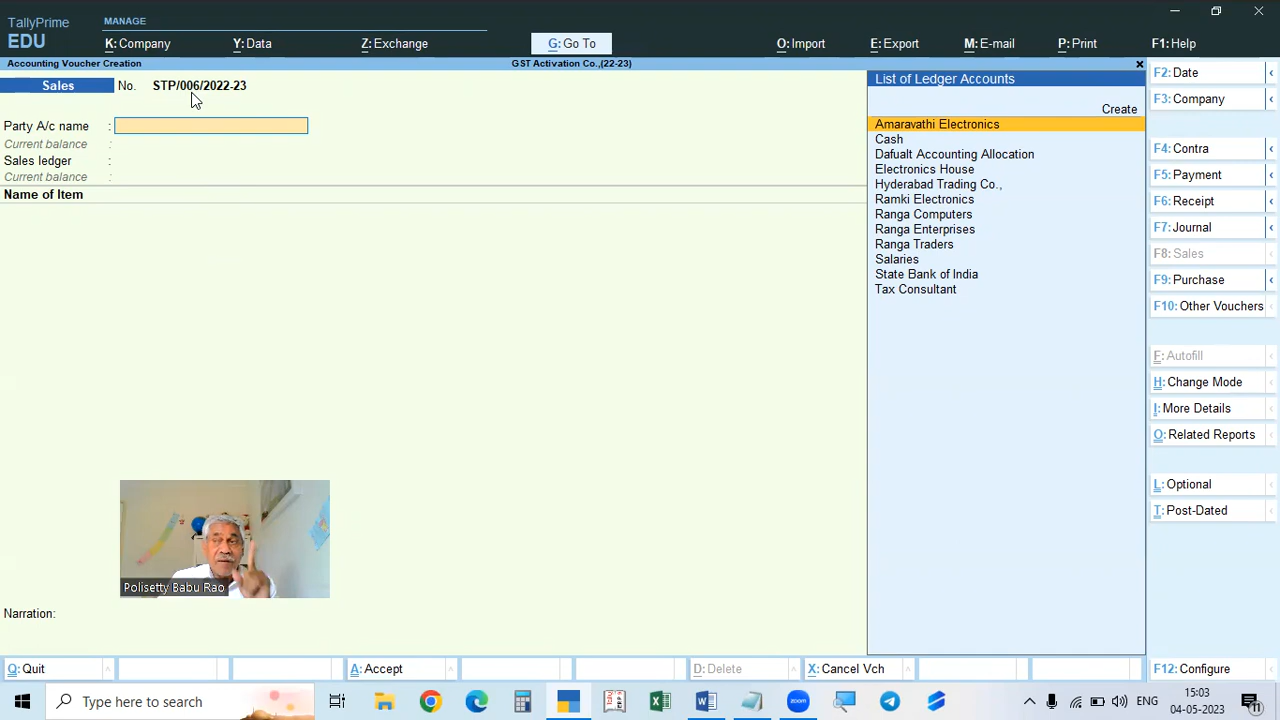 TallyPrime
EDU
MANAGE
K: Company
Y: Data
Z: Exchange
G: Go To
O: Import
E: Export
M: E-mail
P: Print
F1: Help
Accounting Voucher Creation
GST Activation Co.,(22-23)
Sales
No. STP/006/2022-23
Party A/c name :
Current balance :
Sales ledger :
Current balance :
Name of Item
List of Ledger Accounts
Create
Amaravathi Electronics
Cash
Dafualt Accounting Allocation
Electronics House
Hyderabad Trading Co.,
Ramki Electronics
Ranga Computers
Ranga Enterprises
Ranga Traders
Salaries
State Bank of India
Tax Consultant
F2: Date
F3: Company
F4: Contra
F5: Payment
F6: Receipt
F7: Journal
F8: Sales
F9: Purchase
F10: Other Vouchers
F: Autofill
H: Change Mode
I: More Details
O: Related Reports
L: Optional
T: Post-Dated
Polisetty Babu Rao
Narration:
Q: Quit
A: Accept
D: Delete
X: Cancel Vch
F12: Configure
Type here to search
zoom
ENG
15:03
04-05-2023